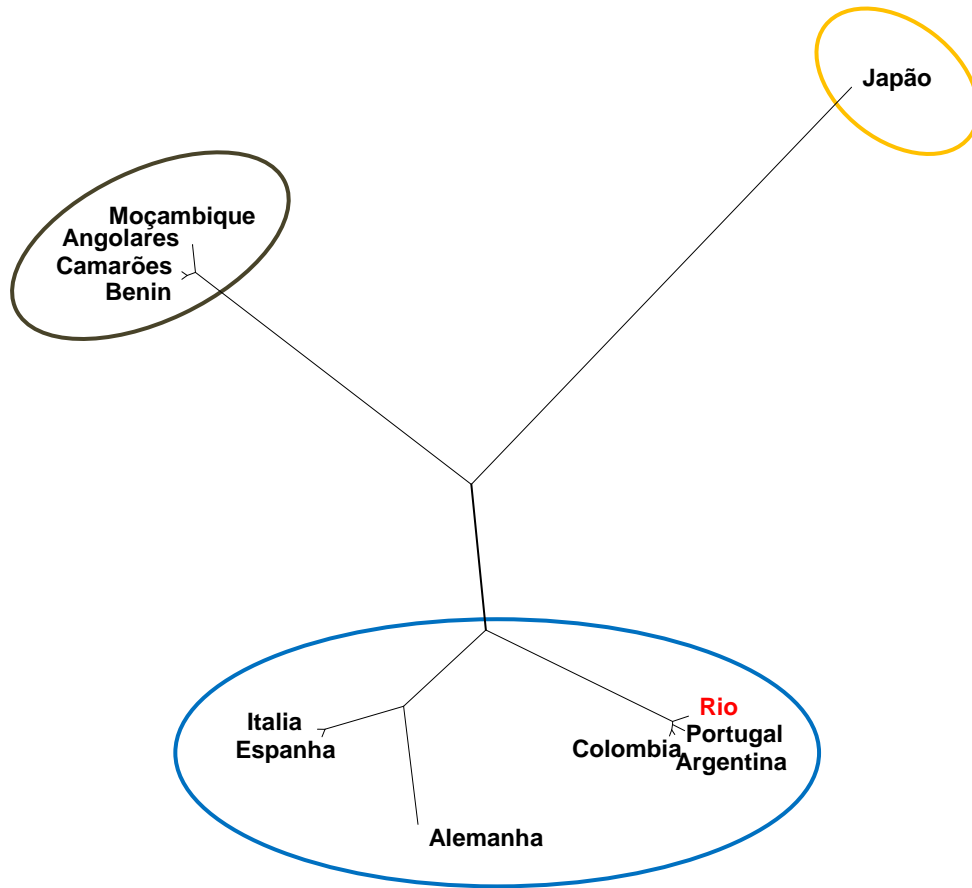 Japão
Moçambique
Angolares
Camarões
Benin
Rio
Italia
Portugal
Espanha
Colombia
Argentina
Alemanha